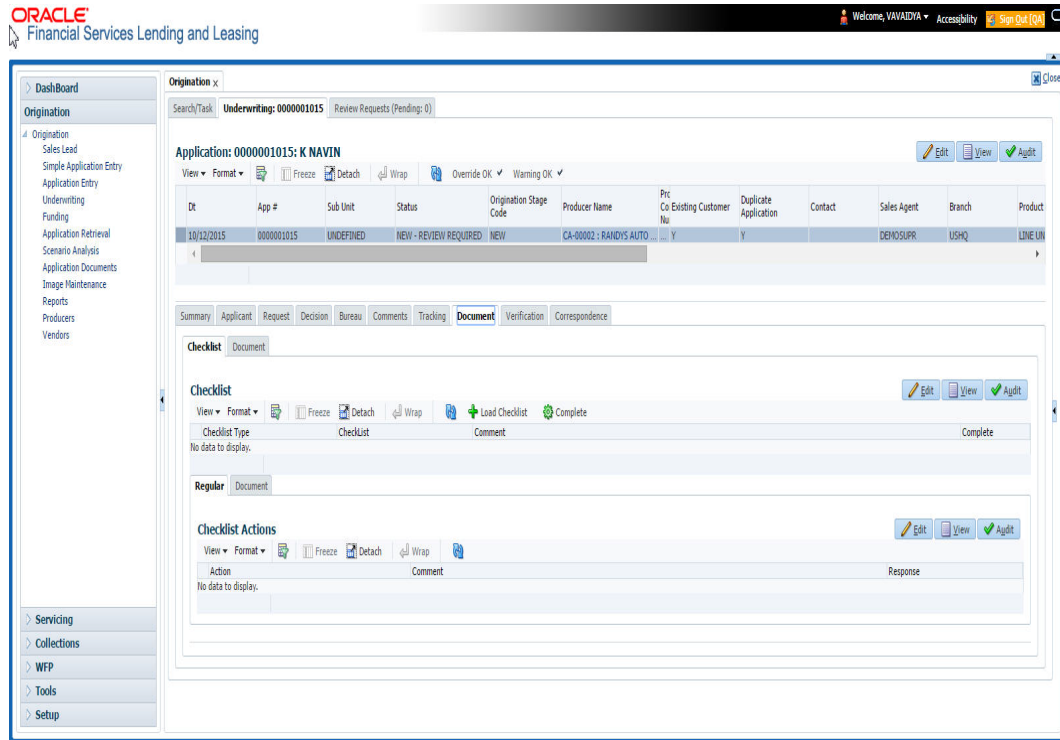 ORACLE'
Financial Services Lending and Leasing
Welcome, VAVAIDYA Accessibility Sign Out [QA]
DashBoard
Origination
Origination
Sales Lead
Simple Application Entry
Application Entry
Underwriting
Funding
Application Retrieval
Scenario Analysis
Application Documents
Image Maintenance
Reports
Producers
Vendors
Servicing
Collections
WFP
Tools
Setup
Origination x Close
Search/Task Underwriting: 0000001015 Review Requests (Pending: 0)
Application: 0000001015: K NAVIN Edit View Audit
View Format Freeze Detach Wrap Override OK Warning OK
Dt App # Sub Unit Status Origination Stage Code Producer Name Prc Co Nu Existing Customer Duplicate Application Contact Sales Agent Branch Product
10/12/2015 0000001015 UNDEFINED NEW - REVIEW REQUIRED NEW CA-00002 : RANDYS AUTO ... ... Y Y DEMOSUPR USHQ LINE UN
Summary Applicant Request Decision Bureau Comments Tracking Document Verification Correspondence
Checklist Document
Checklist Edit View Audit
View Format Freeze Detach Wrap Load Checklist Complete
Checklist Type CheckList Comment Complete
No data to display.
Regular Document
Checklist Actions Edit View Audit
View Format Freeze Detach Wrap
Action Comment Response
No data to display.